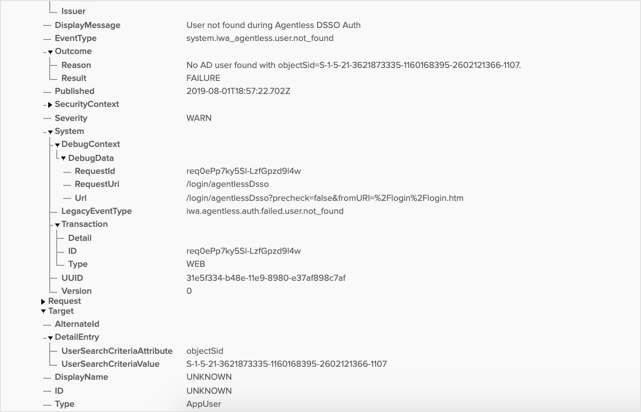 Issuer
DisplayMessage User not found during Agentless DSSO Auth
EventType system.iwa_agentless.user.not_found
Outcome
Reason No AD user found with objectSid=S-1-5-21-3621873335-1160168395-2602121366-1107.
Result FAILURE
Published 2019-08-01T18:57:22.702Z
SecurityContext
Severity WARN
System
DebugContext
DebugData
RequestId req0ePp7ky5Sl-LzfGpzd9l4w
RequestUri /login/agentlessDsso
Url /login/agentlessDsso?precheck=false&fromURI=%2Flogin%2Flogin.htm
LegacyEventType iwa.agentless.auth.failed.user.not_found
Transaction
Detail
ID req0ePp7ky5Sl-LzfGpzd9l4w
Type WEB
UUID 31e5f334-b48e-11e9-8980-e37af898c7af
Version 0
Request
Target
AlternateId
DetailEntry
UserSearchCriteriaAttribute objectSid
UserSearchCriteriaValue S-1-5-21-3621873335-1160168395-2602121366-1107
DisplayName UNKNOWN
ID UNKNOWN
Type AppUser